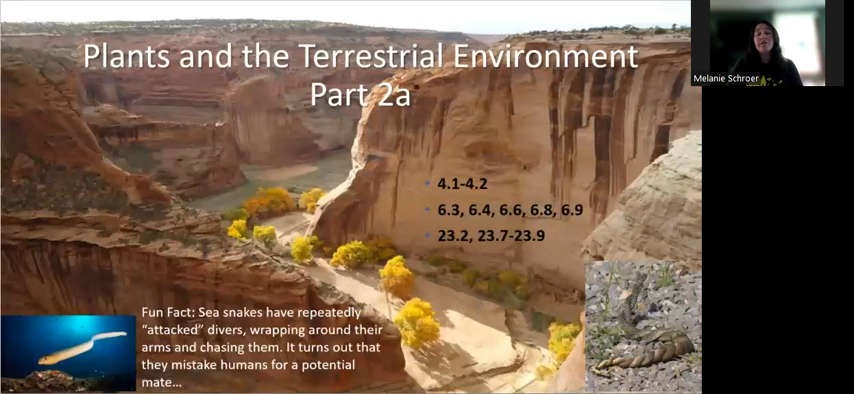 Plants and the Terrestrial Environment
Part 2a
• 4.1-4.2
• 6.3, 6.4, 6.6, 6.8, 6.9
• 23.2, 23.7-23.9
Fun Fact: Sea snakes have repeatedly
“attacked” divers, wrapping around their
arms and chasing them. It turns out that
they mistake humans for a potential
mate…
Melanie Schroer